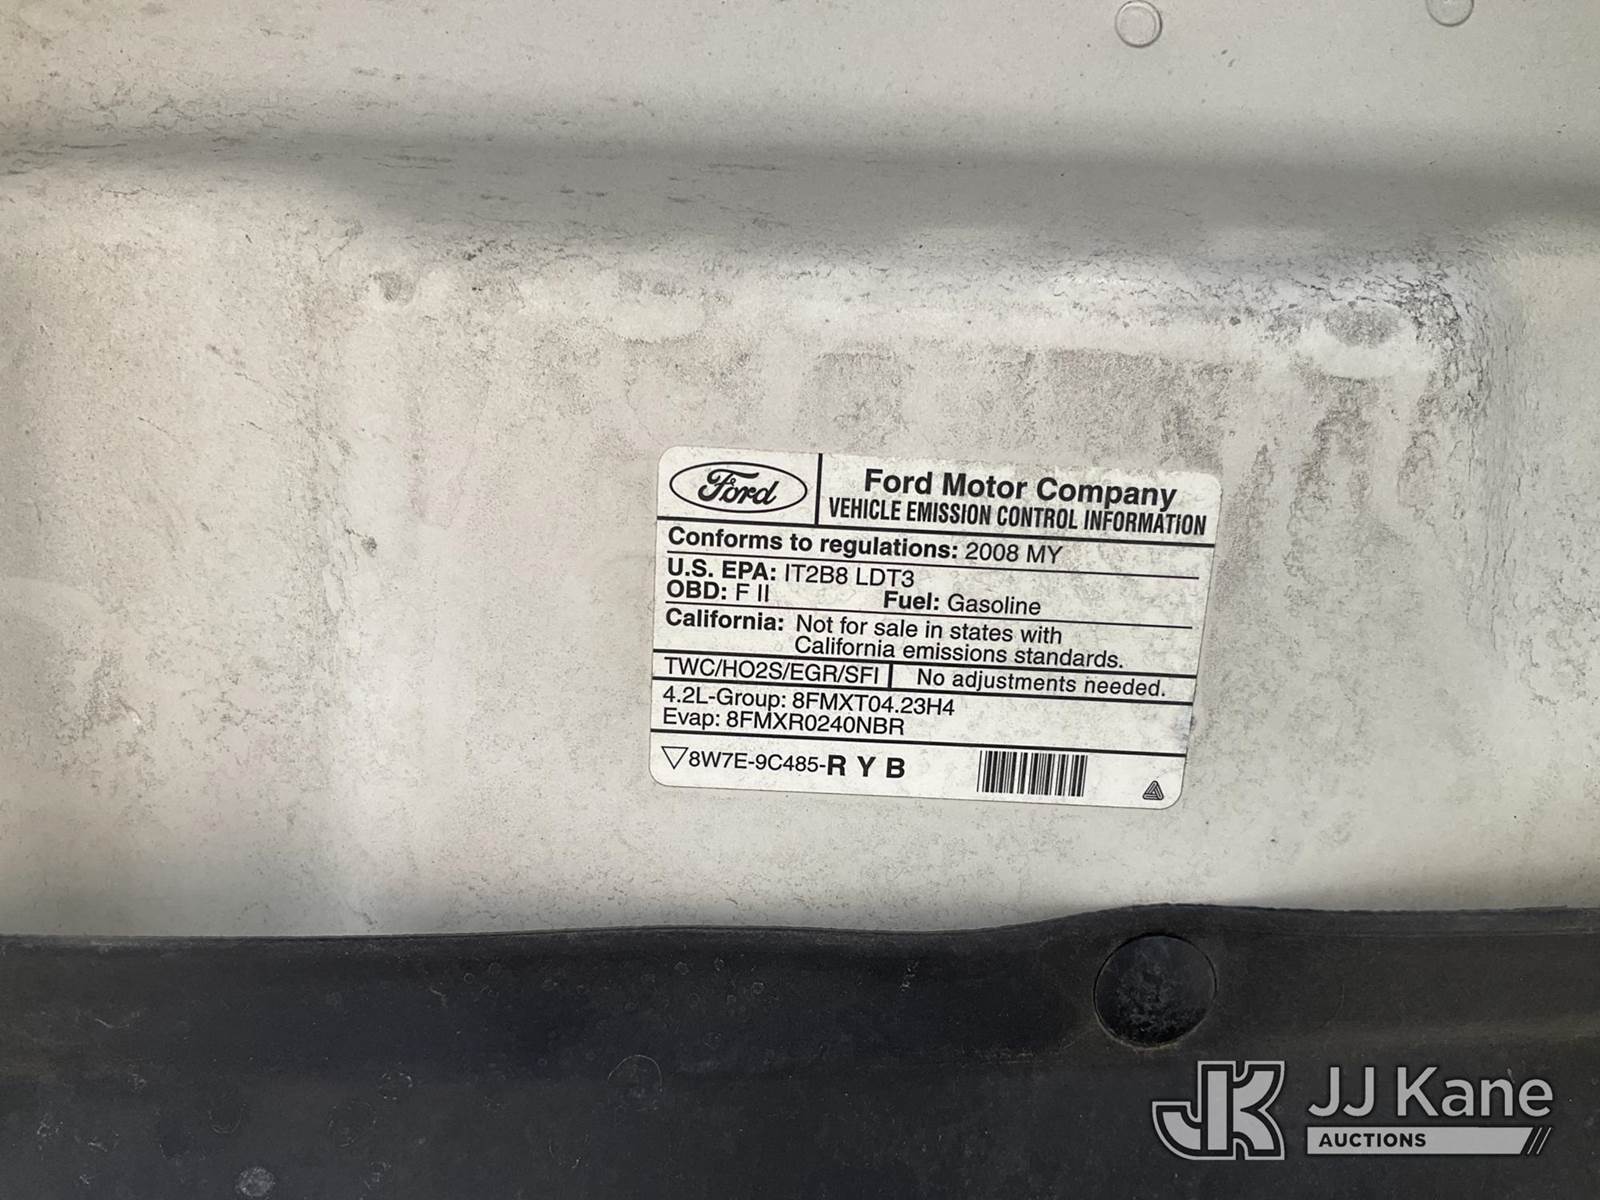 Ford
Ford Motor Company
VEHICLE EMISSION CONTROL INFORMATION
Conforms to regulations: 2008 MY
U.S. EPA: IT2B8 LDT3
OBD: F II Fuel: Gasoline
California: Not for sale in states with
California emissions standards.
TWC/HO2S/EGR/SFI No adjustments needed.
4.2L-Group: 8FMXT04.23H4
Evap: 8FMXR0240NBR
8W7E-9C485-R Y B
JK JJ Kane
AUCTIONS